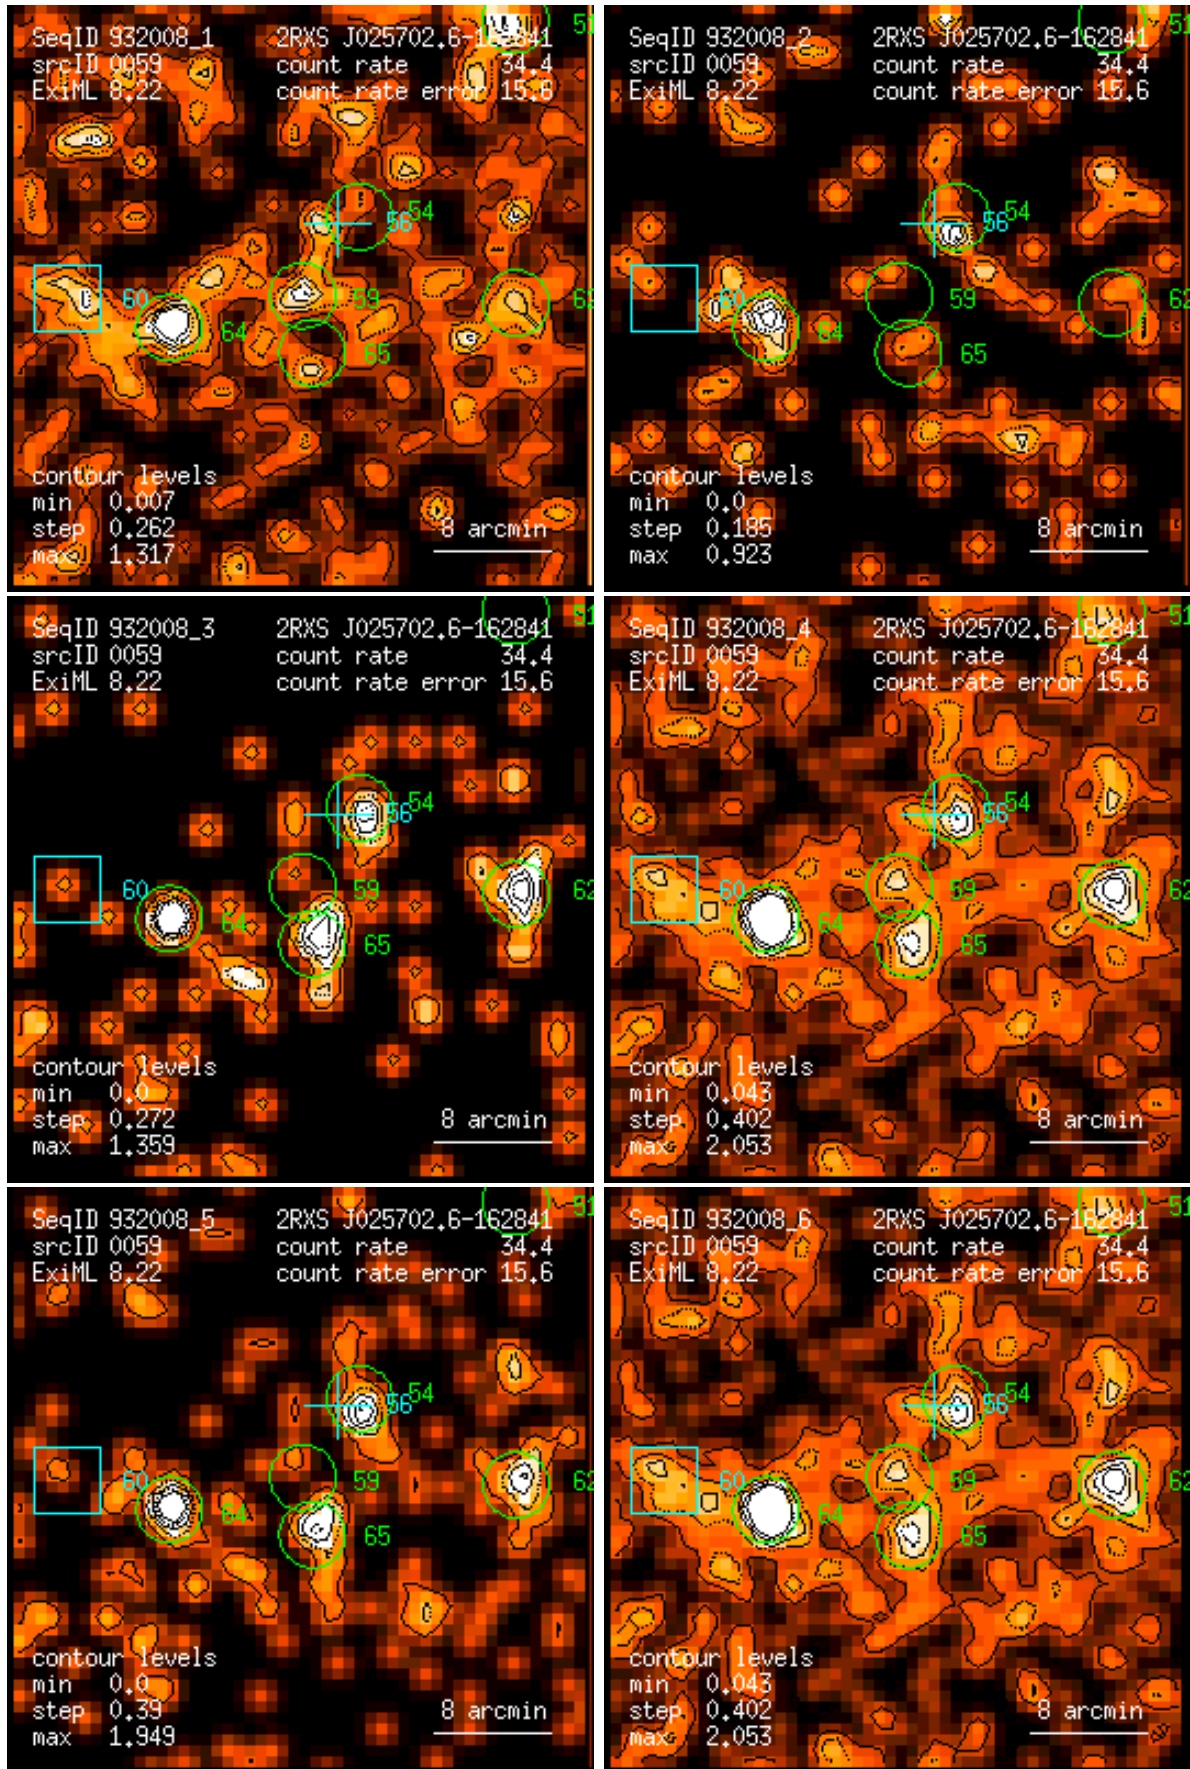 SeqID 932008_1 2RXS J025702.6-162841
srcID 0059 count rate 34.4
ExiML 8.22 count rate error 15.6
51
54
56
60
59
62
64
65
contour levels
min 0.007
step 0.262
max 1.317
8 arcmin
SeqID 932008_2 2RXS J025702.6-162841
srcID 0059 count rate 34.4
ExiML 8.22 count rate error 15.6
51
54
56
60
59
62
64
65
contour levels
min 0.0
step 0.185
max 0.923
8 arcmin
SeqID 932008_3 2RXS J025702.6-162841
srcID 0059 count rate 34.4
ExiML 8.22 count rate error 15.6
51
54
56
60
59
62
64
65
contour levels
min 0.0
step 0.272
max 1.359
8 arcmin
SeqID 932008_4 2RXS J025702.6-162841
srcID 0059 count rate 34.4
ExiML 8.22 count rate error 15.6
51
54
56
60
59
62
64
65
contour levels
min 0.043
step 0.402
max 2.053
8 arcmin
SeqID 932008_5 2RXS J025702.6-162841
srcID 0059 count rate 34.4
ExiML 8.22 count rate error 15.6
51
54
56
60
59
62
64
65
contour levels
min 0.0
step 0.39
max 1.949
8 arcmin
SeqID 932008_6 2RXS J025702.6-162841
srcID 0059 count rate 34.4
ExiML 8.22 count rate error 15.6
51
54
56
60
59
62
64
65
contour levels
min 0.043
step 0.402
max 2.053
8 arcmin